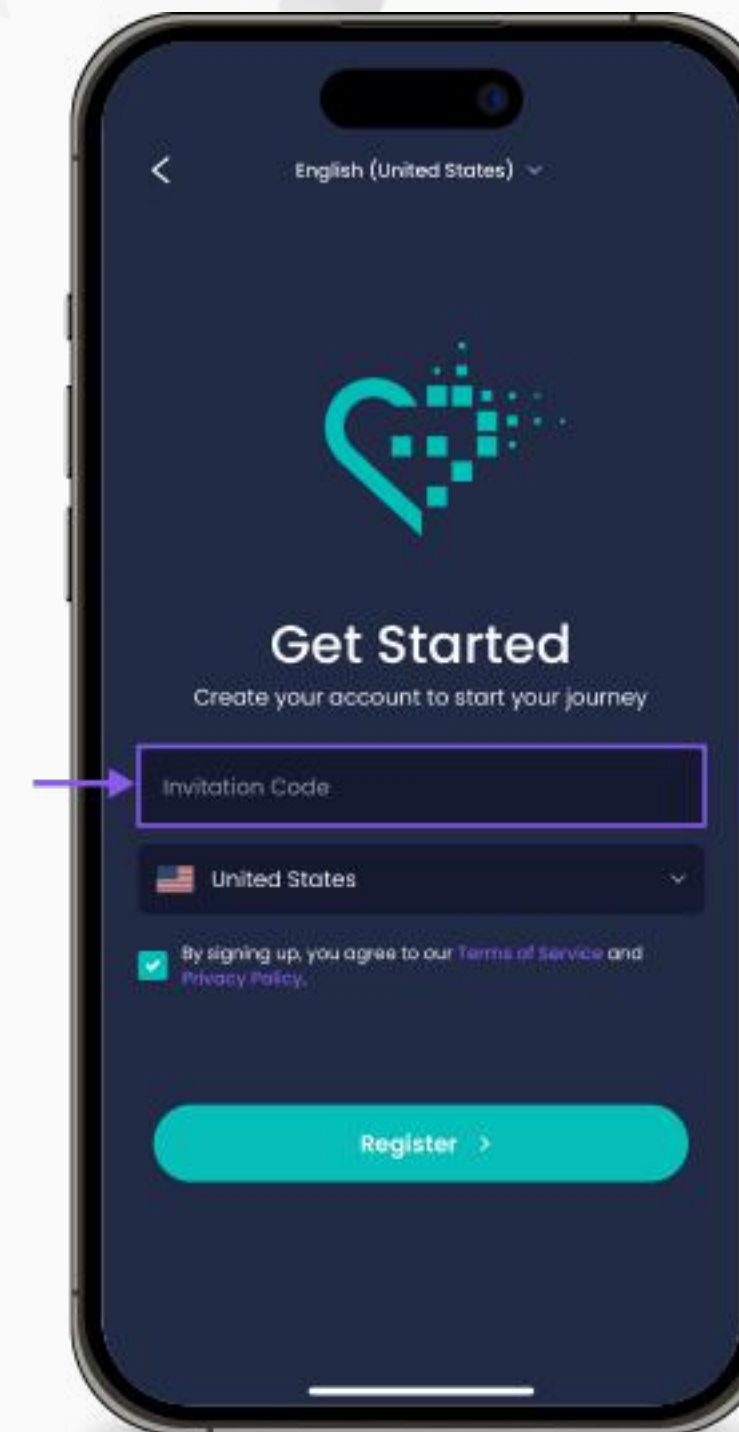 English (United States)
Get Started
Create your account to start your journey
Invitation Code
United States
By signing up, you agree to our Terms of Service and
Privacy Policy.
Register